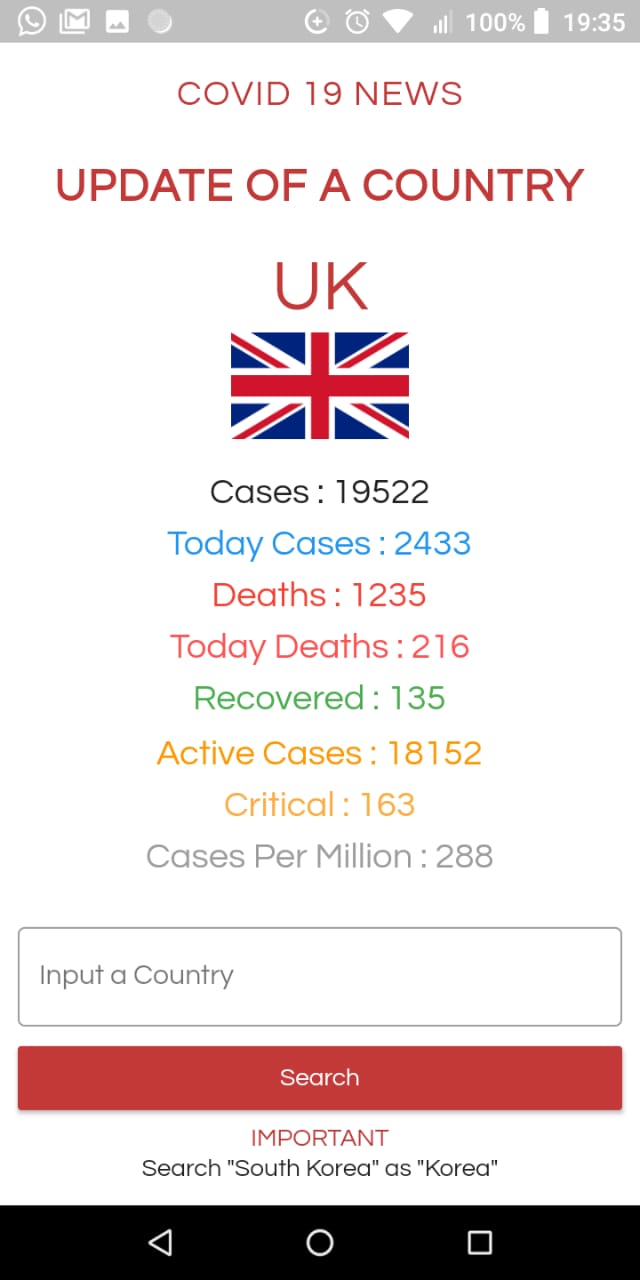 100% 19:35
COVID 19 NEWS
UPDATE OF A COUNTRY
UK
Cases : 19522
Today Cases : 2433
Deaths : 1235
Today Deaths : 216
Recovered : 135
Active Cases : 18152
Critical : 163
Cases Per Million : 288
Input a Country
Search
IMPORTANT
Search "South Korea" as "Korea"